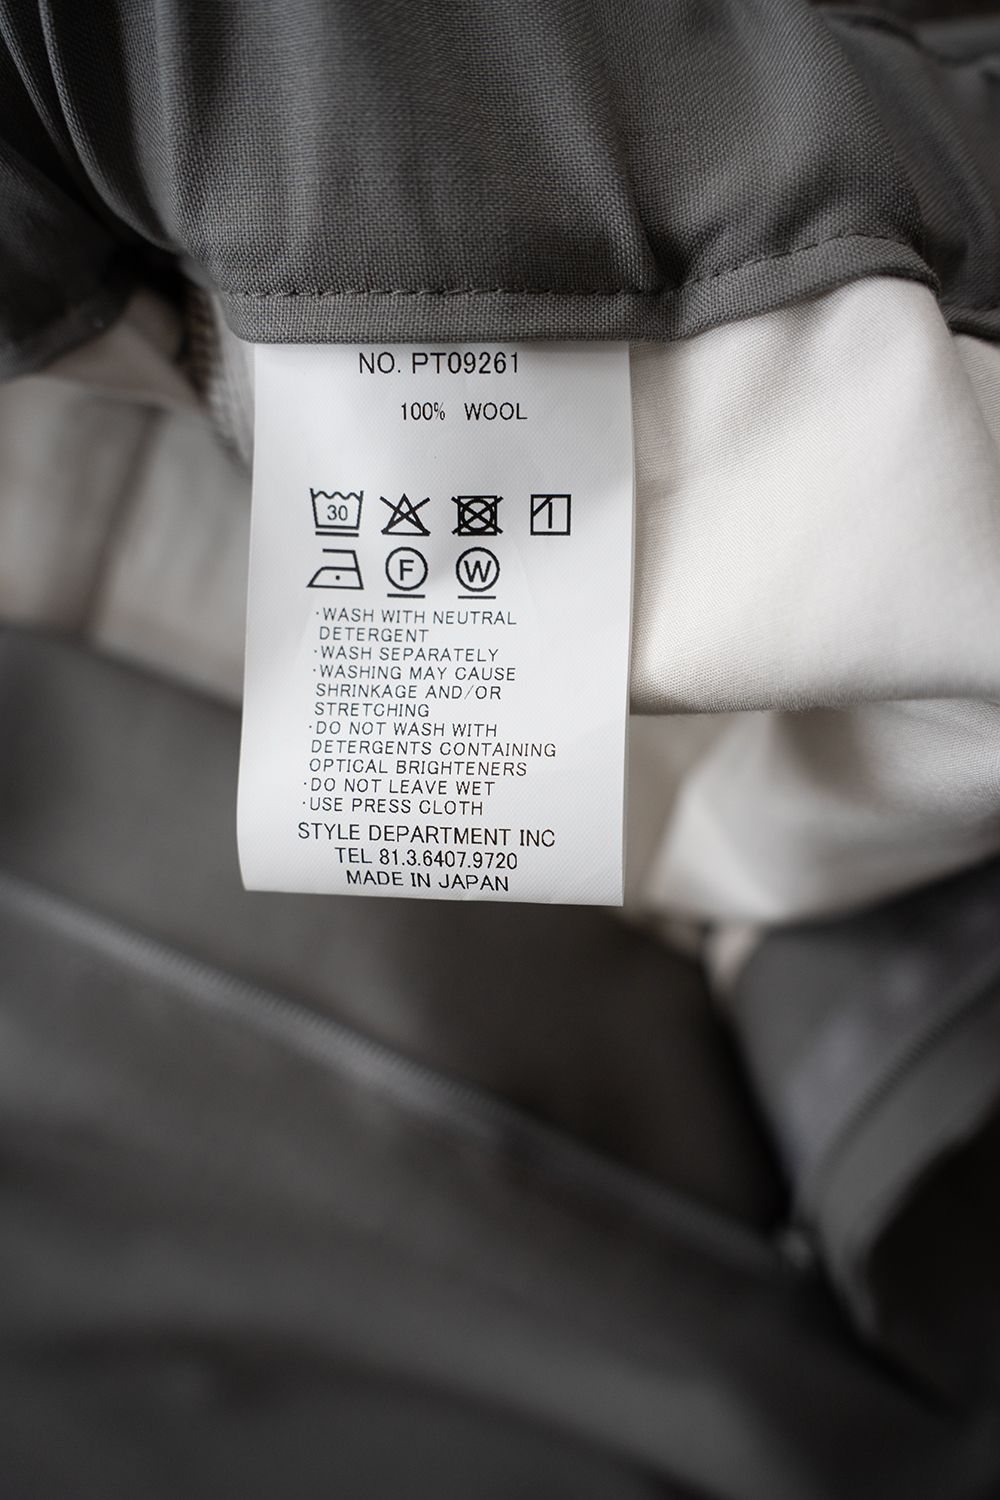 NO. PT09261
100% WOOL
30
F W
·WASH WITH NEUTRAL
DETERGENT
·WASH SEPARATELY
·WASHING MAY CAUSE
SHRINKAGE AND/OR
STRETCHING
·DO NOT WASH WITH
DETERGENTS CONTAINING
OPTICAL BRIGHTENERS
·DO NOT LEAVE WET
·USE PRESS CLOTH
STYLE DEPARTMENT INC
TEL 81.3.6407.9720
MADE IN JAPAN